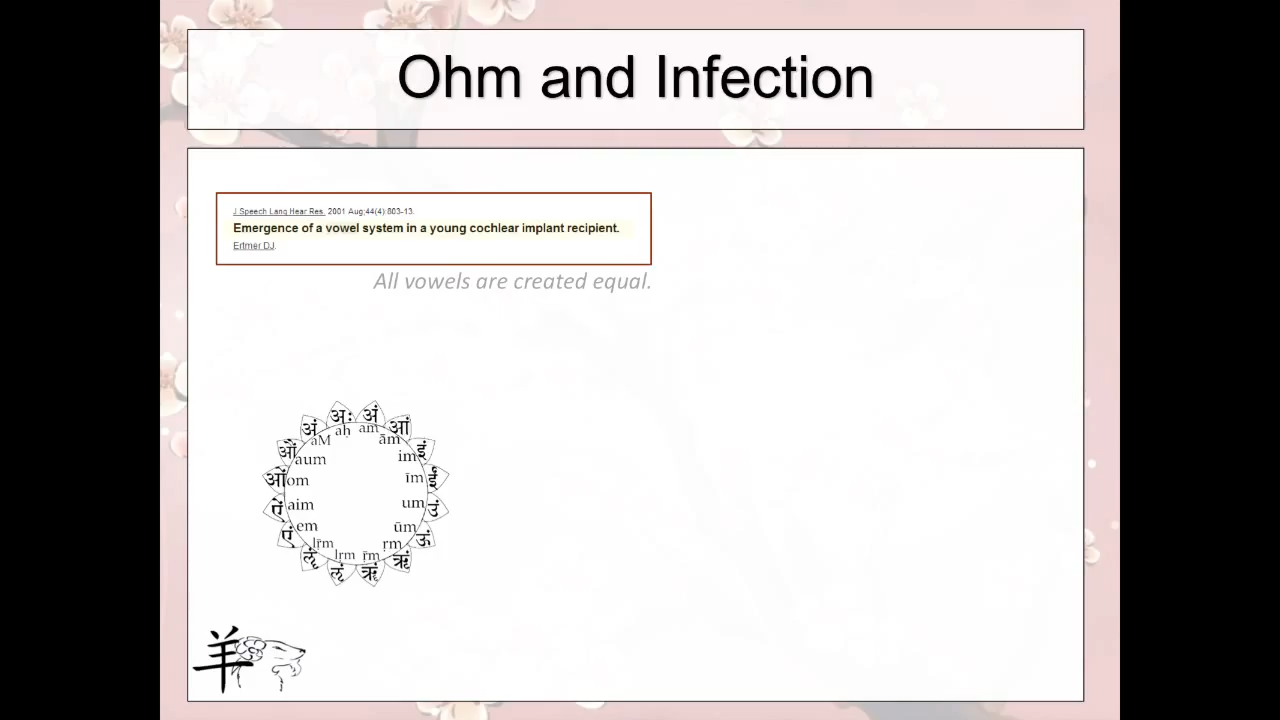 Ohm and Infection
J Speech Lang Hear Res. 2001 Aug;44(4):803-13.
Emergence of a vowel system in a young cochlear implant recipient.
Ertmer DJ.
All vowels are created equal.
अं
आं
इं
ईं
उं
ऊं
ऋं
ॠं
ऌं
ॡं
एं
ऐं
ओं
औं
अं
अः
am
ām
im
īm
um
ūm
ṛm
ṝm
lṛm
lṝm
em
aim
om
aum
aM
aḥ
羊